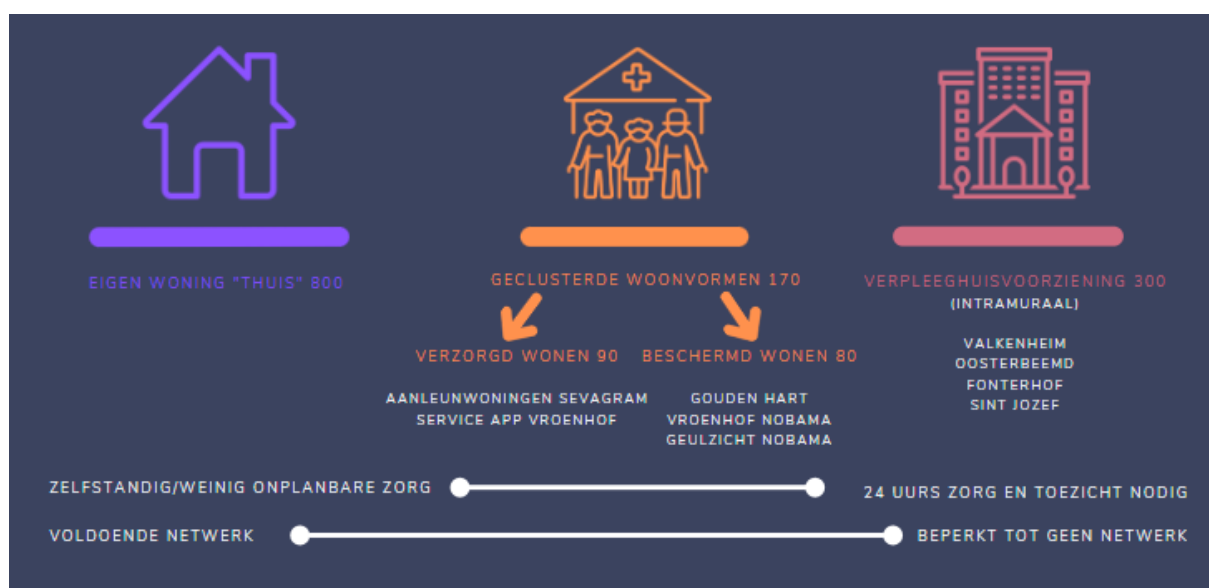 EIGEN WONING "THUIS" 800
GECLUSTERDE WOONVORMEN 170
VERZORGD WONEN 90
AANLEUNWONINGEN SEVAGRAM
SERVICE APP VROENHOF
BESCHERMD WONEN 80
GOUDEN HART
VROENHOF NOBAMA
GEULZICHT NOBAMA
VERPLEEGHUISVOORZIENING 300
(INTRAMURAAL)
VALKENHEIM
OOSTERBEEMD
FONTERHOF
SINT JOZEF
ZELFSTANDIG/WEINIG ONPLANBARE ZORG
24 UURS ZORG EN TOEZICHT NODIG
VOLDOENDE NETWERK
BEPERKT TOT GEEN NETWERK